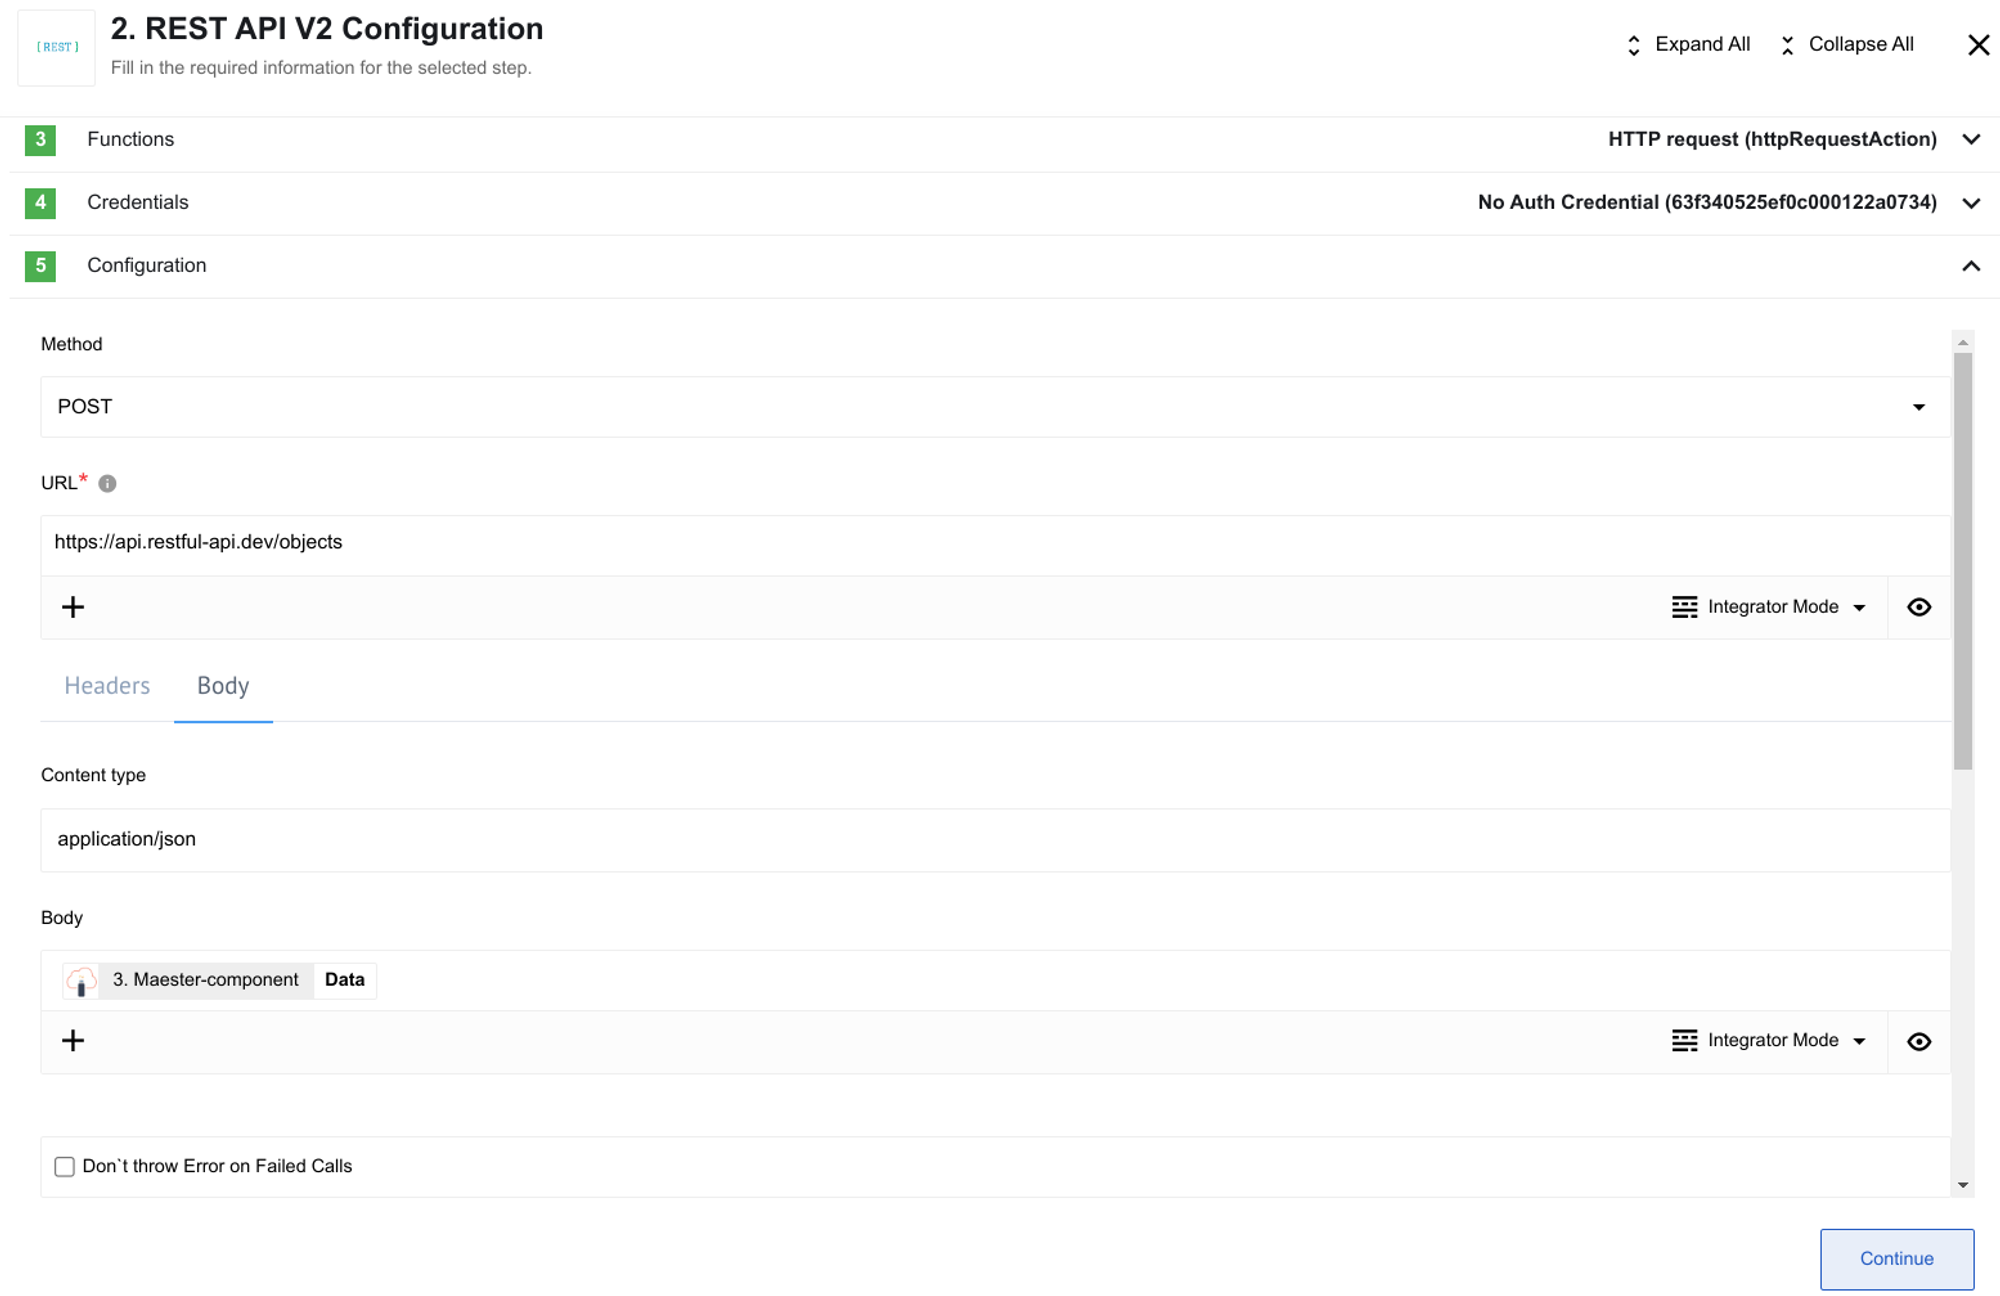 [ REST ]
2. REST API V2 Configuration
Fill in the required information for the selected step.
Expand All
Collapse All
3 Functions HTTP request (httpRequestAction)
4 Credentials No Auth Credential (63f340525ef0c000122a0734)
5 Configuration
Method
POST
URL*
https://api.restful-api.dev/objects
Integrator Mode
Headers Body
Content type
application/json
Body
3. Maester-component Data
Integrator Mode
Don`t throw Error on Failed Calls
Continue